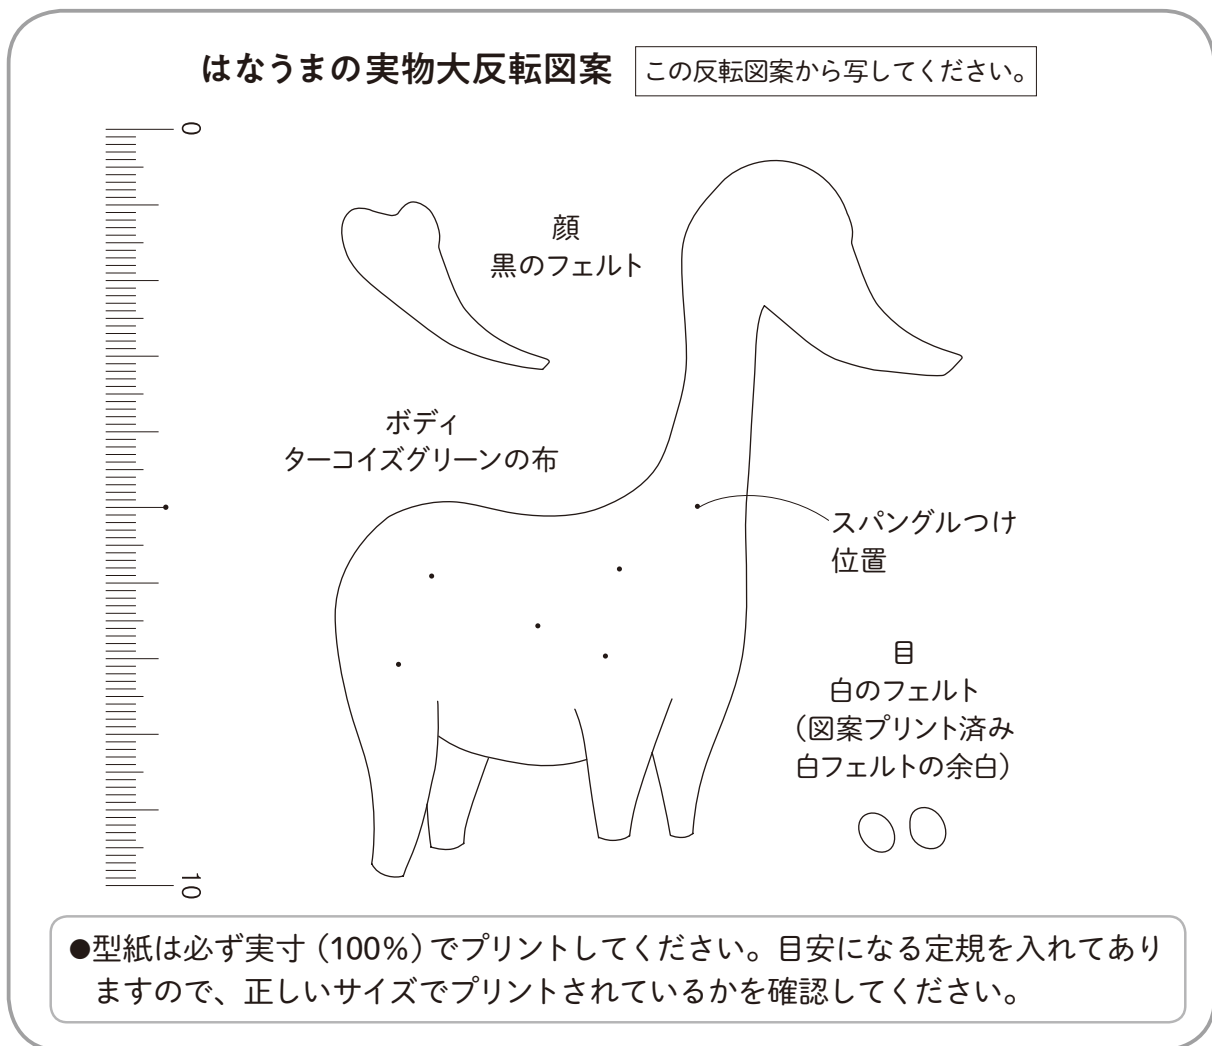 はなうまの実物大反転図案
この反転図案から写してください。
0
顔
黒のフェルト
ボディ
ターコイズグリーンの布
スパングルつけ
位置
目
白のフェルト
(図案プリント済み
白フェルトの余白)
10
●型紙は必ず実寸(100%)でプリントしてください。目安になる定規を入れてあり
ますので、正しいサイズでプリントされているかを確認してください。